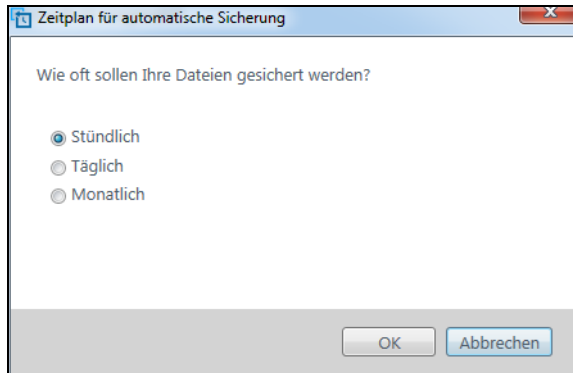 Zeitplan für automatische Sicherung
Wie oft sollen Ihre Dateien gesichert werden?
Stündlich
Täglich
Monatlich
OK
Abbrechen